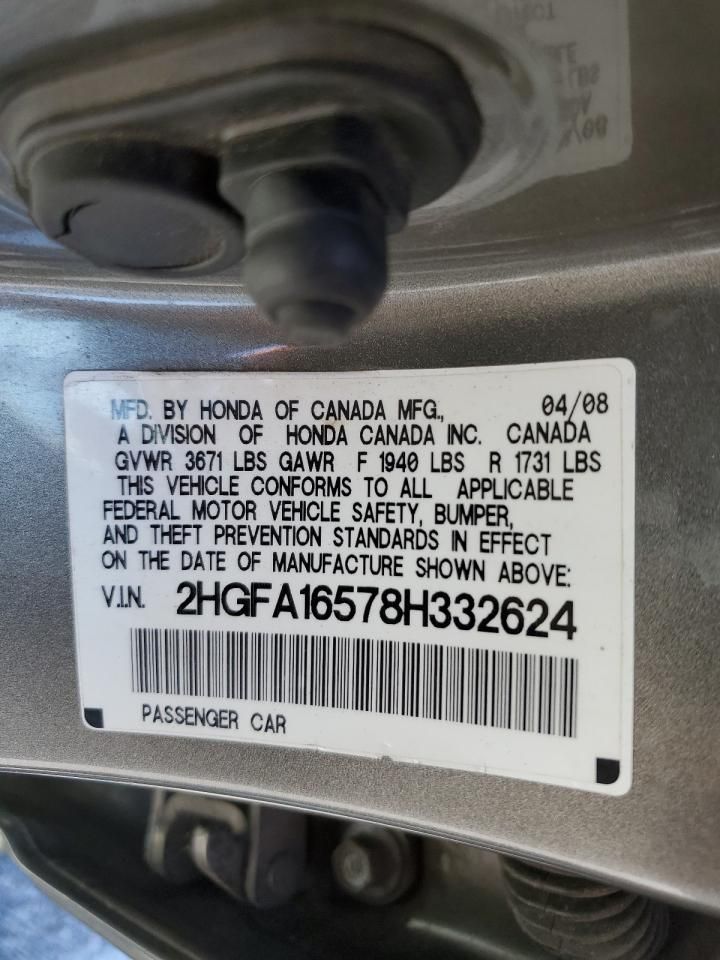 MFD. BY HONDA OF CANADA MFG., 04/08
A DIVISION OF HONDA CANADA INC. CANADA
GVWR 3671 LBS GAWR F 1940 LBS R 1731 LBS
THIS VEHICLE CONFORMS TO ALL APPLICABLE
FEDERAL MOTOR VEHICLE SAFETY, BUMPER,
AND THEFT PREVENTION STANDARDS IN EFFECT
ON THE DATE OF MANUFACTURE SHOWN ABOVE:
V.I.N. 2HGFA16578H332624
PASSENGER CAR